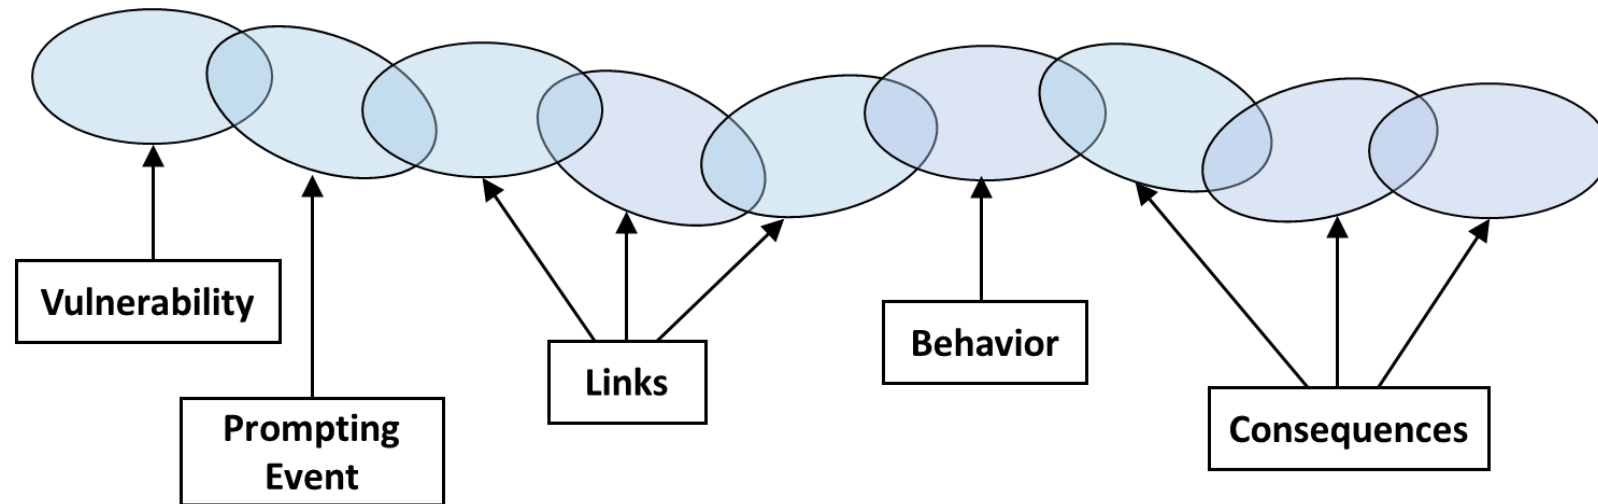 Vulnerability
Prompting
Event
Links
Behavior
Consequences